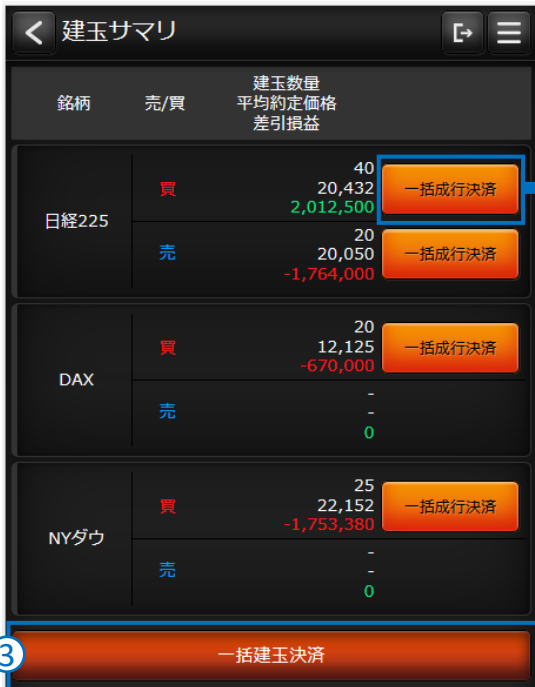 建玉サマリ
銘柄 売/買 建玉数量
平均約定価格
差引損益
日経225
買
40
20,432
2,012,500
一括成行決済
売
20
20,050
-1,764,000
一括成行決済
DAX
買
20
12,125
-670,000
一括成行決済
売
-
-
0
NYダウ
買
25
22,152
-1,753,380
一括成行決済
売
-
-
0
3
一括建玉決済